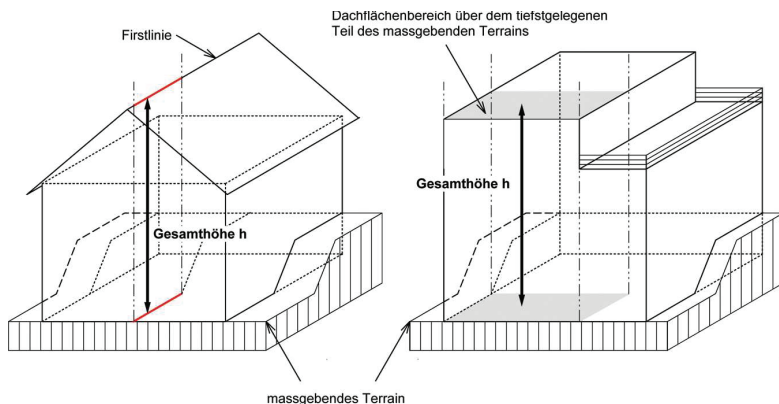 Firstlinie
Dachflächenbereich über dem tiefstgelegenen
Teil des massgebenden Terrains
Gesamthöhe h
Gesamthöhe h
massgebendes Terrain